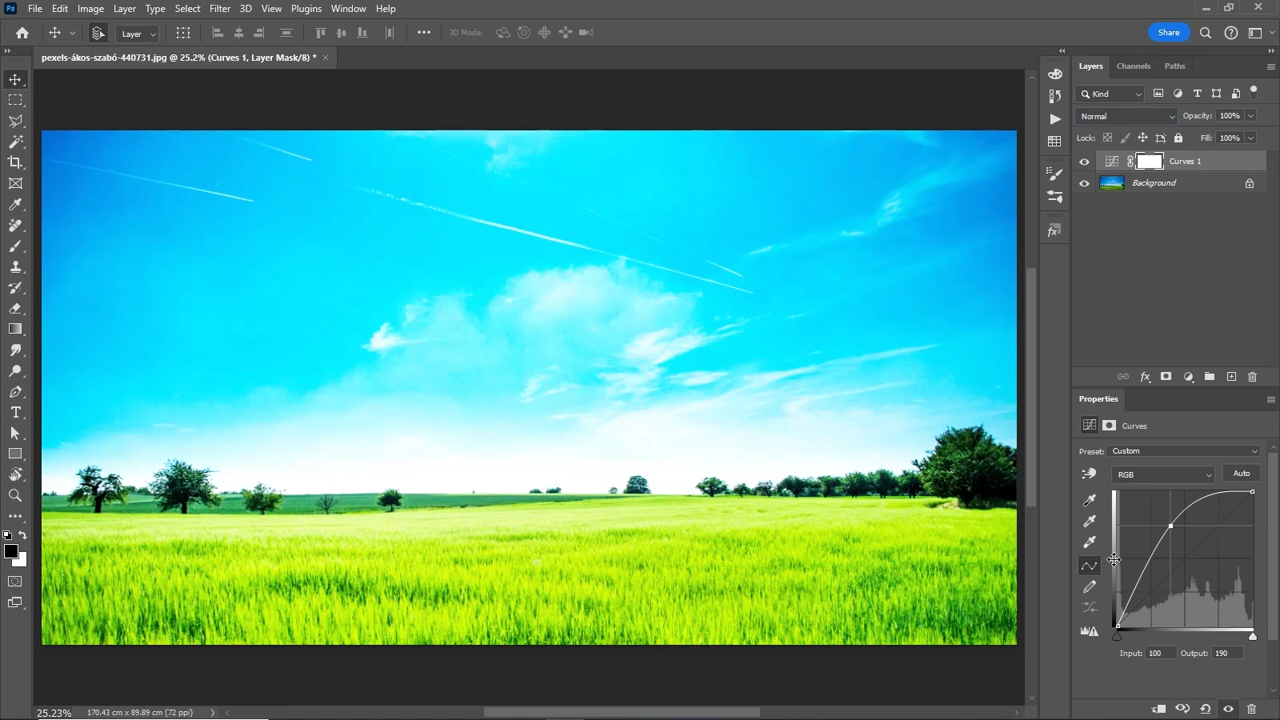 Ps File Edit Image Layer Type Select Filter 3D View Plugins Window Help
Layer 3D Mode: Share
pexels-ákos-szabó-440731.jpg @ 25.2% (Curves 1, Layer Mask/8) *
Layers Channels Paths
Kind
Normal Opacity: 100%
Lock: Fill: 100%
Curves 1
Background
fx
Properties
Curves
Preset: Custom
RGB Auto
Input: 100 Output: 190
25.23% 170.43 cm x 89.89 cm (72 ppi)